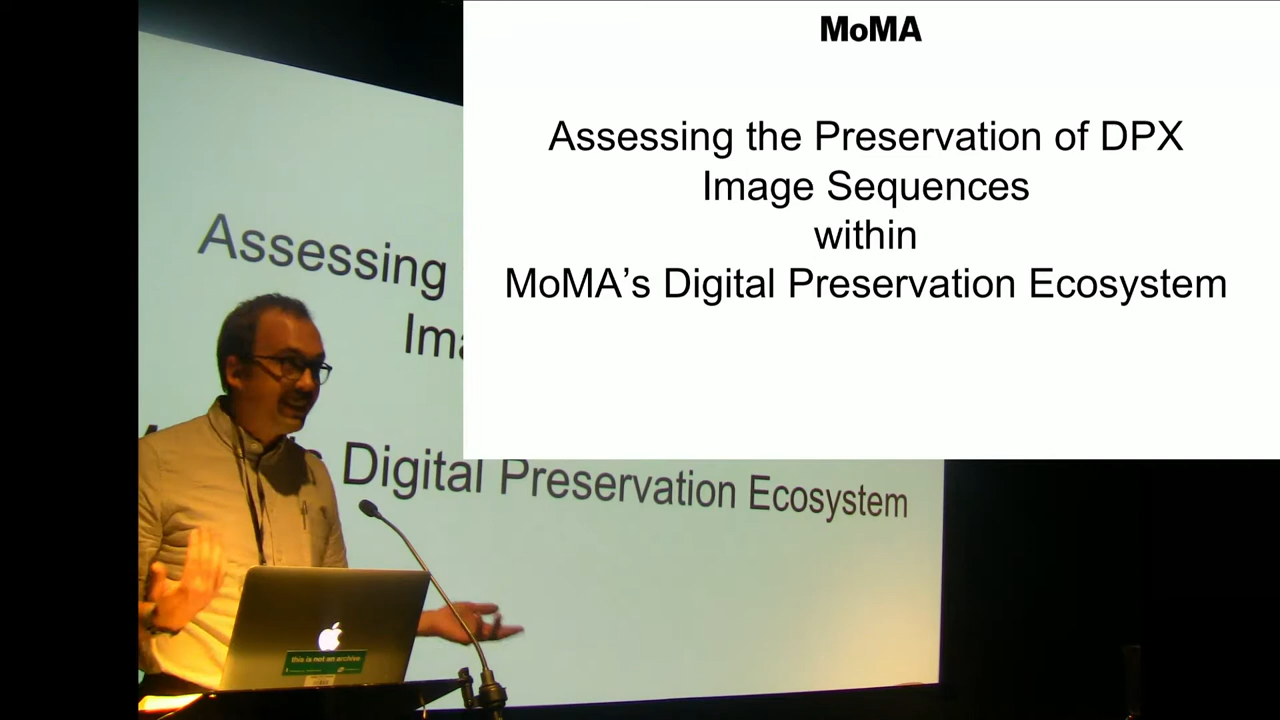 MoMA
Assessing the Preservation of DPX
Image Sequences
within
MoMA's Digital Preservation Ecosystem
Assessing
Ima
Digital Preservation Ecosystem
this is not an archive